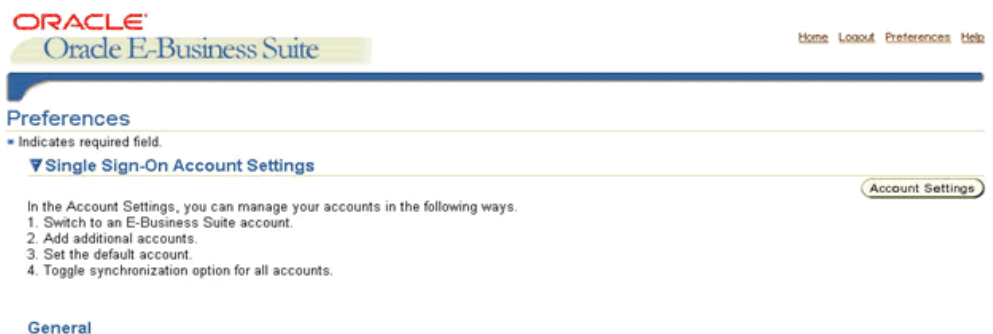 ORACLE
Oracle E-Business Suite
Home Logout Preferences Help
Preferences
Indicates required field.
Single Sign-On Account Settings
Account Settings
In the Account Settings, you can manage your accounts in the following ways.
1. Switch to an E-Business Suite account.
2. Add additional accounts.
3. Set the default account.
4. Toggle synchronization option for all accounts.
General